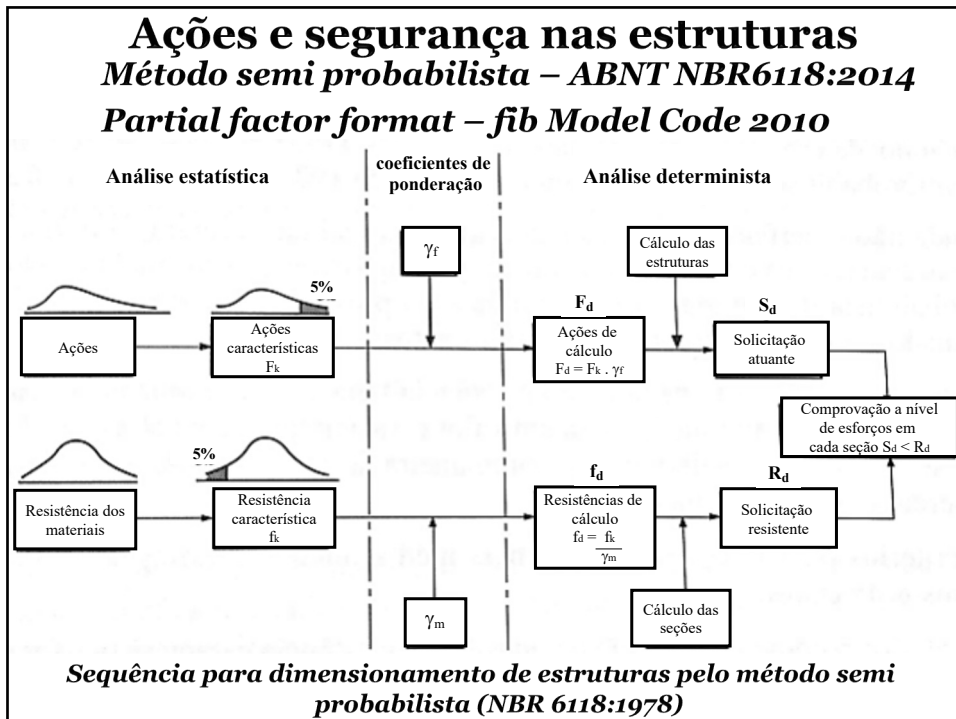 Ações e segurança nas estruturas
Método semi probabilista – ABNT NBR6118:2014
Partial factor format – fib Model Code 2010
Análise estatística
coeficientes de
ponderação
Análise determinista
γf
Cálculo das
estruturas
5%
Fd
Sd
Ações
Ações
características
Fk
Ações de
cálculo
Fd = Fk . γf
Solicitação
atuante
Comprovação a nível
de esforços em
cada seção Sd < Rd
5%
fd
Rd
Resistência dos
materiais
Resistência
característica
fk
Resistências de
cálculo
fd = fk
γm
Solicitação
resistente
γm
Cálculo das
seções
Sequência para dimensionamento de estruturas pelo método semi
probabilista (NBR 6118:1978)